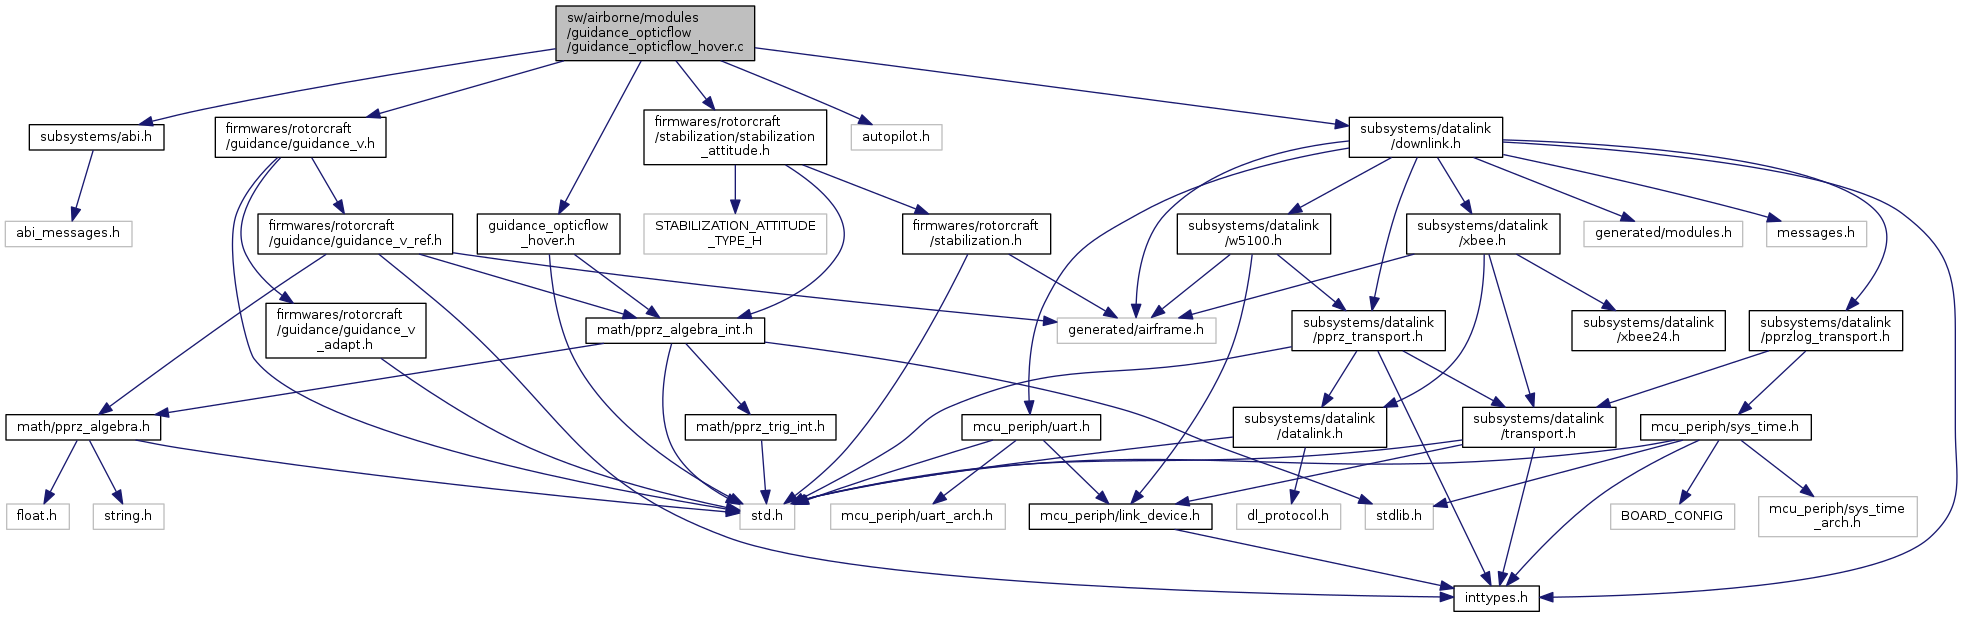 sw/airborne/modules
/guidance_opticflow
/guidance_opticflow_hover.c
subsystems/abi.h
firmwares/rotorcraft
/guidance/guidance_v.h
firmwares/rotorcraft
/stabilization/stabilization
_attitude.h
autopilot.h
subsystems/datalink
/downlink.h
abi_messages.h
firmwares/rotorcraft
/guidance/guidance_v_ref.h
guidance_opticflow
_hover.h
STABILIZATION_ATTITUDE
_TYPE_H
firmwares/rotorcraft
/stabilization.h
subsystems/datalink
/w5100.h
subsystems/datalink
/xbee.h
generated/modules.h
messages.h
firmwares/rotorcraft
/guidance/guidance_v
_adapt.h
math/pprz_algebra_int.h
generated/airframe.h
subsystems/datalink
/pprz_transport.h
subsystems/datalink
/xbee24.h
subsystems/datalink
/pprzlog_transport.h
math/pprz_algebra.h
math/pprz_trig_int.h
mcu_periph/uart.h
subsystems/datalink
/datalink.h
subsystems/datalink
/transport.h
mcu_periph/sys_time.h
float.h
string.h
std.h
mcu_periph/uart_arch.h
mcu_periph/link_device.h
dl_protocol.h
stdlib.h
BOARD_CONFIG
mcu_periph/sys_time
_arch.h
inttypes.h